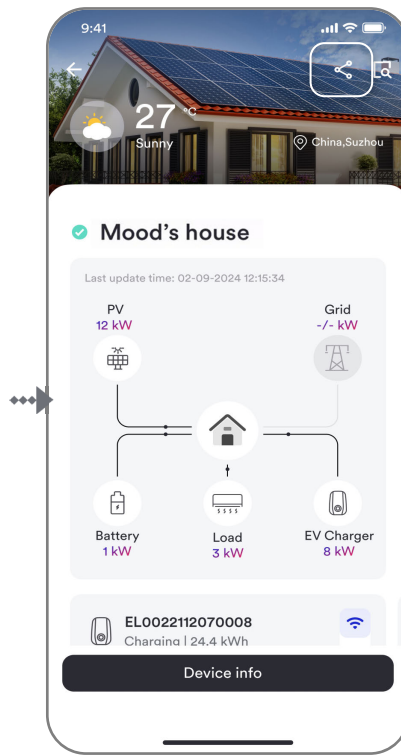 9:41
27 °C
Sunny
China,Suzhou
Mood's house
Last update time: 02-09-2024 12:15:34
PV
12 kW
Grid
-/- kW
Battery
1 kW
Load
3 kW
EV Charger
8 kW
EL0022112070008
Charging | 24.4 kWh
Device info